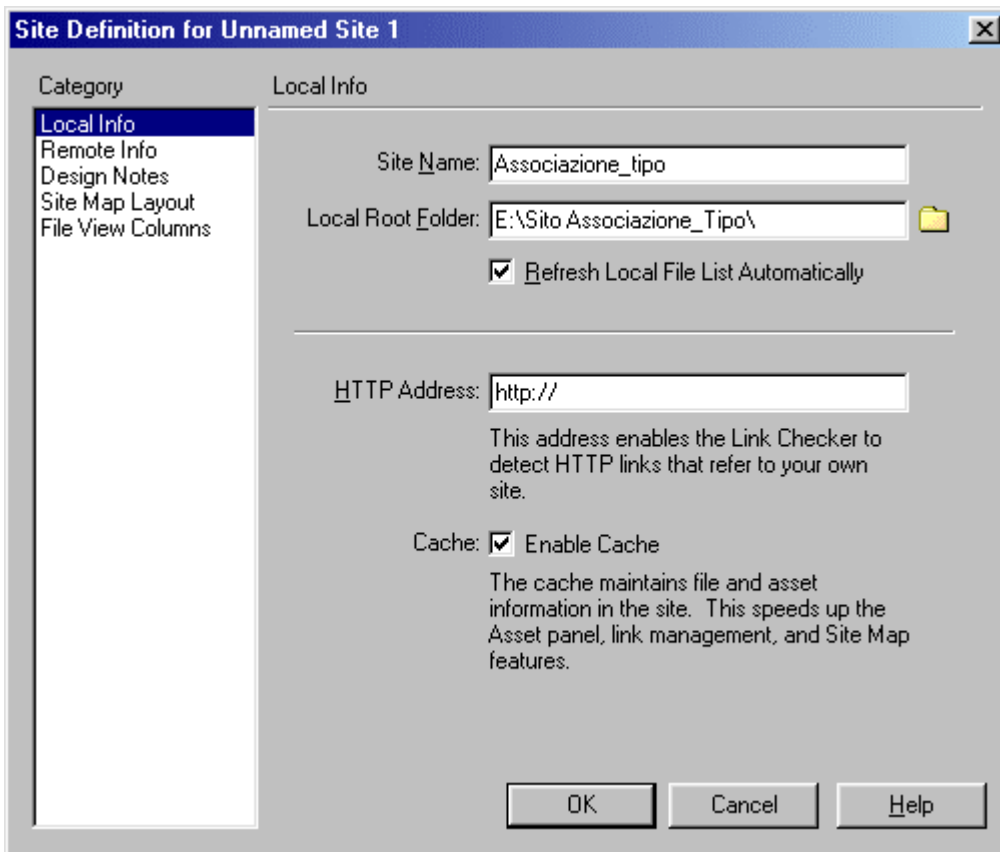 Site Definition for Unnamed Site 1
Category
Local Info
Remote Info
Design Notes
Site Map Layout
File View Columns
Local Info
Site Name: Associazione_tipo
Local Root Folder: E:\Sito Associazione_Tipo\
Refresh Local File List Automatically
HTTP Address: http://
This address enables the Link Checker to
detect HTTP links that refer to your own
site.
Cache: Enable Cache
The cache maintains file and asset
information in the site. This speeds up the
Asset panel, link management, and Site Map
features.
OK Cancel Help